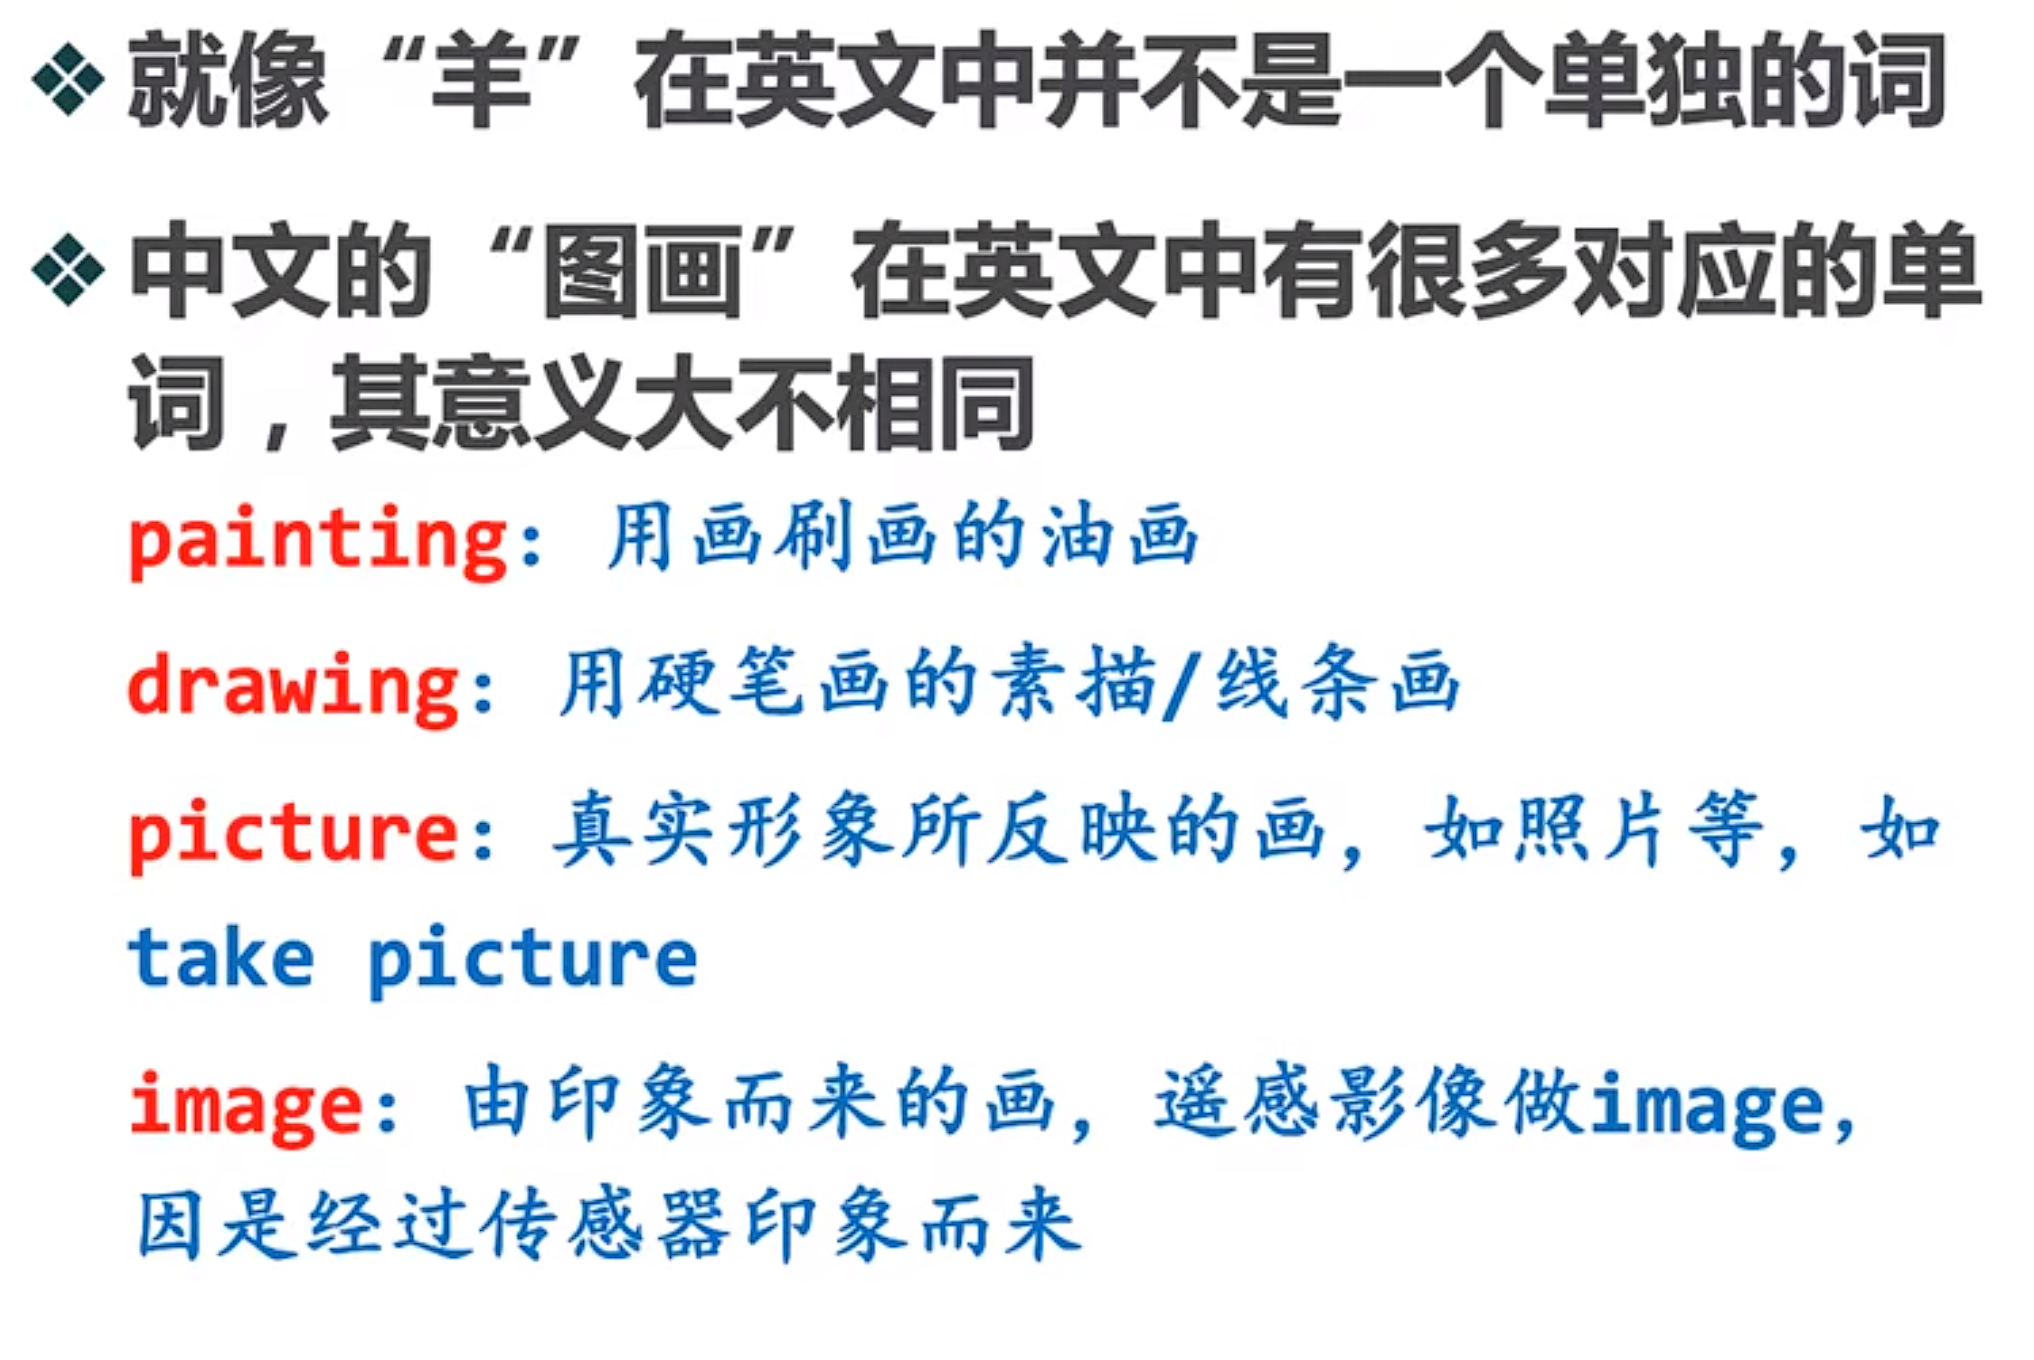 ❖就像“羊”在英文中并不是一个单独的词
❖中文的“图画”在英文中有很多对应的单
词，其意义大不相同
painting：用画刷画的油画
drawing：用硬笔画的素描/线条画
picture：真实形象所反映的画，如照片等，如
take picture
image：由印象而来的画，遥感影像做image，
因是经过传感器印象而来